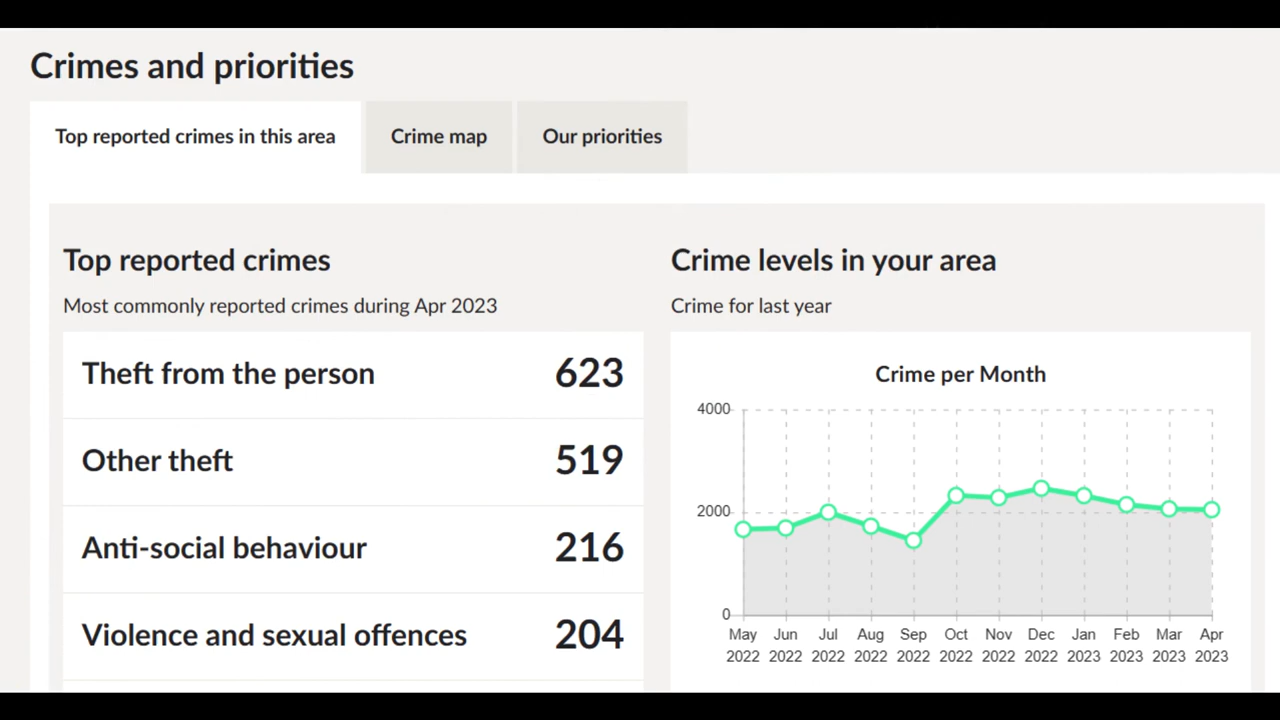 Crimes and priorities
Top reported crimes in this area
Crime map
Our priorities
Top reported crimes
Most commonly reported crimes during Apr 2023
Theft from the person 623
Other theft 519
Anti-social behaviour 216
Violence and sexual offences 204
Crime levels in your area
Crime for last year
Crime per Month
4000
2000
0
May Jun Jul Aug Sep Oct Nov Dec Jan Feb Mar Apr
2022 2022 2022 2022 2022 2022 2022 2022 2023 2023 2023 2023